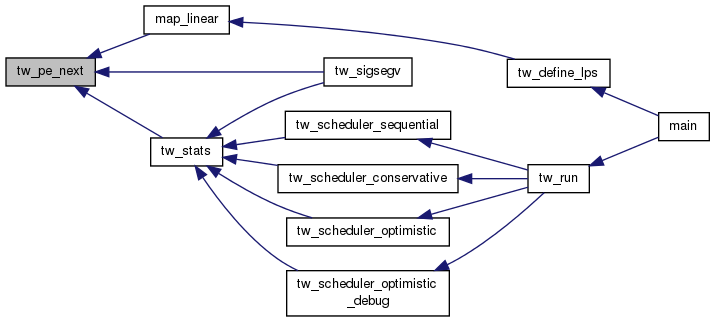 map_linear
tw_pe_next
tw_sigsegv
tw_define_lps
tw_scheduler_sequential
main
tw_stats
tw_scheduler_conservative
tw_run
tw_scheduler_optimistic
tw_scheduler_optimistic
_debug